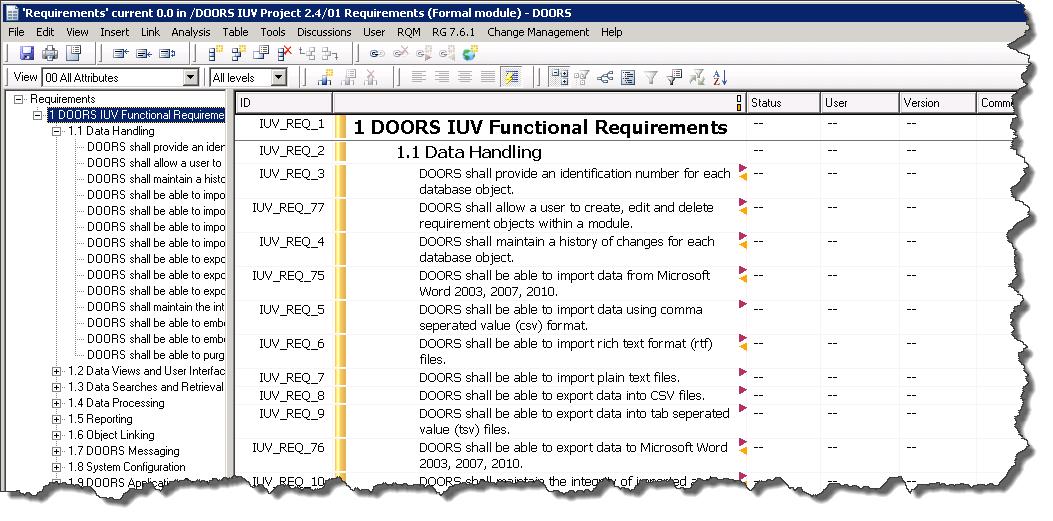 'Requirements' current 0.0 in /DOORS IUV Project 2.4/01 Requirements (Formal module) - DOORS
File Edit View Insert Link Analysis Table Tools Discussions User RQM RG 7.6.1 Change Management Help
View 00 All Attributes All levels
Requirements
1 DOORS IUV Functional Requireme
1.1 Data Handling
DOORS shall provide an iden
DOORS shall allow a user to
DOORS shall maintain a histo
DOORS shall be able to impo
DOORS shall be able to impo
DOORS shall be able to impo
DOORS shall be able to impo
DOORS shall be able to expo
DOORS shall be able to expo
DOORS shall be able to expo
DOORS shall maintain the int
DOORS shall be able to embe
DOORS shall be able to embe
DOORS shall be able to purg
1.2 Data Views and User Interfac
1.3 Data Searches and Retrieval
1.4 Data Processing
1.5 Reporting
1.6 Object Linking
1.7 DOORS Messaging
1.8 System Configuration
1.9 DOORS Applicatio
ID Status User Version Comme
IUV_REQ_1 1 DOORS IUV Functional Requirements -- -- --
IUV_REQ_2 1.1 Data Handling -- -- --
IUV_REQ_3 DOORS shall provide an identification number for each -- -- --
database object.
IUV_REQ_77 DOORS shall allow a user to create, edit and delete -- -- --
requirement objects within a module.
IUV_REQ_4 DOORS shall maintain a history of changes for each -- -- --
database object.
IUV_REQ_75 DOORS shall be able to import data from Microsoft -- -- --
Word 2003, 2007, 2010.
IUV_REQ_5 DOORS shall be able to import data using comma -- -- --
seperated value (csv) format.
IUV_REQ_6 DOORS shall be able to import rich text format (rtf) -- -- --
files.
IUV_REQ_7 DOORS shall be able to import plain text files. -- -- --
IUV_REQ_8 DOORS shall be able to export data into CSV files. -- -- --
IUV_REQ_9 DOORS shall be able to export data into tab seperated -- -- --
value (tsv) files.
IUV_REQ_76 DOORS shall be able to export data to Microsoft Word -- -- --
2003, 2007, 2010.
IUV_REQ_10 DOORS shall maintain the integrity of imported -- -- --